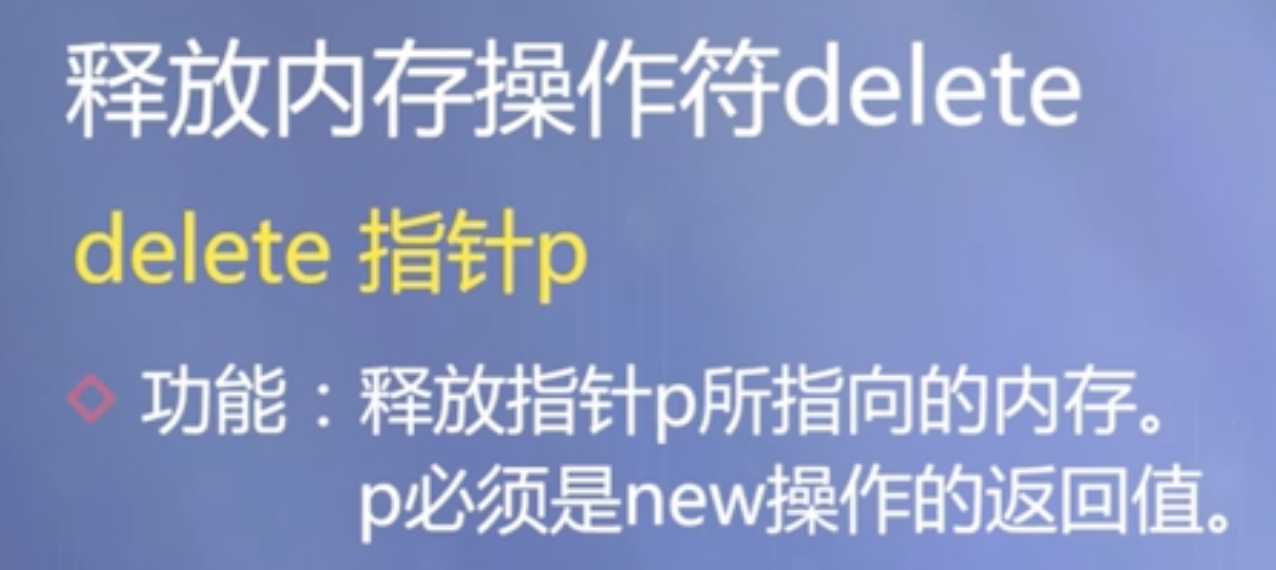 释放内存操作符delete
delete 指针p
功能：释放指针p所指向的内存。
p必须是new操作的返回值。